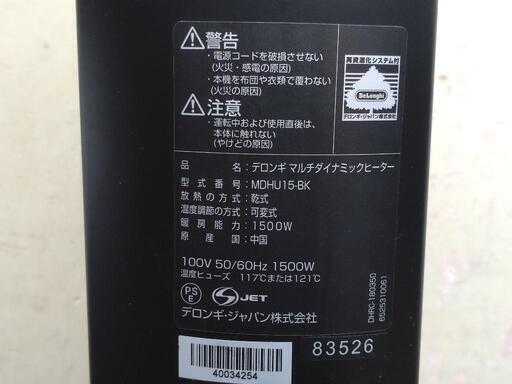 警告
・電源コードを破損させない
(火災・感電の原因)
・本機を布団や衣類で覆わない
(火災の原因)
注意
・運転中および使用直後は、
本体に触れない
(やけどの原因)
再資源化システム付
DeLonghi
デロンギ・ジャパン株式会社
品名:デロンギ マルチダイナミックヒーター
型式番号:MDHU15-BK
放熱の方式:乾式
温度調節の方式:可変式
暖房能力:1500W
原産国:中国
100V 50/60Hz 1500W
温度ヒューズ 117℃または121℃
PSE
JET
デロンギ・ジャパン株式会社
DHRC-180350
6525310061
40034254
83526